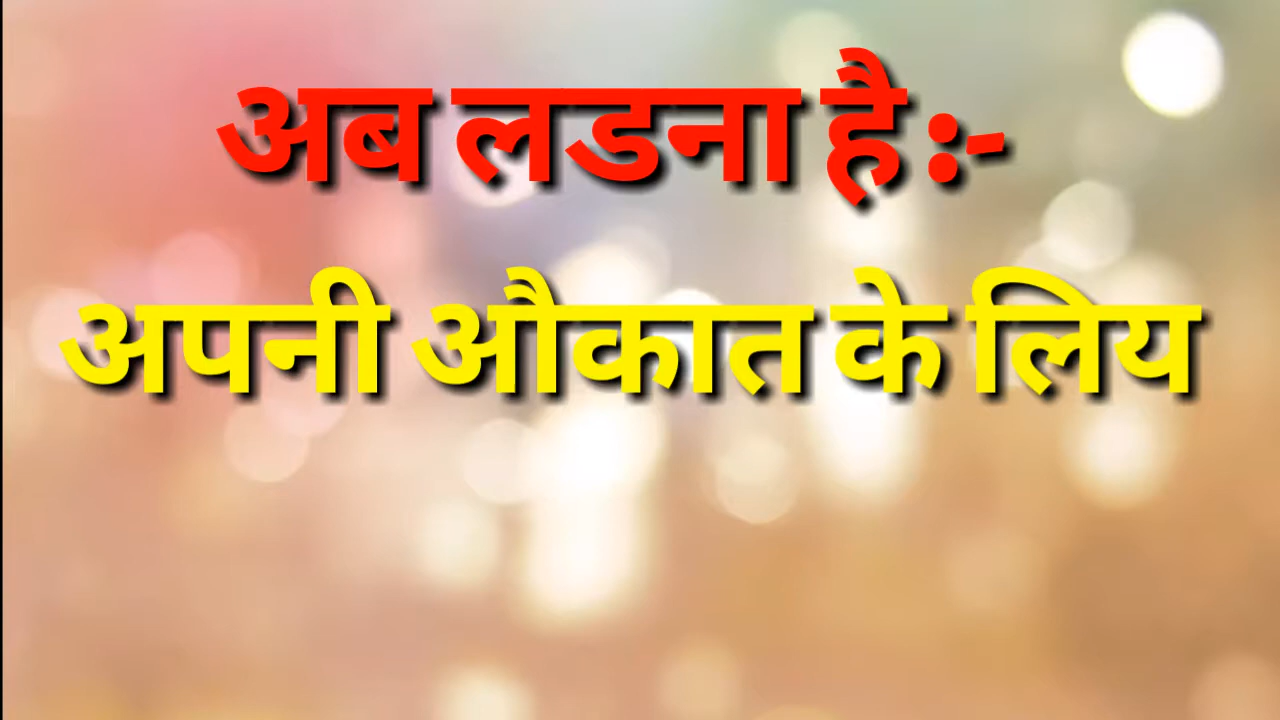 अब लडना है :-
अपनी औकात के लिय